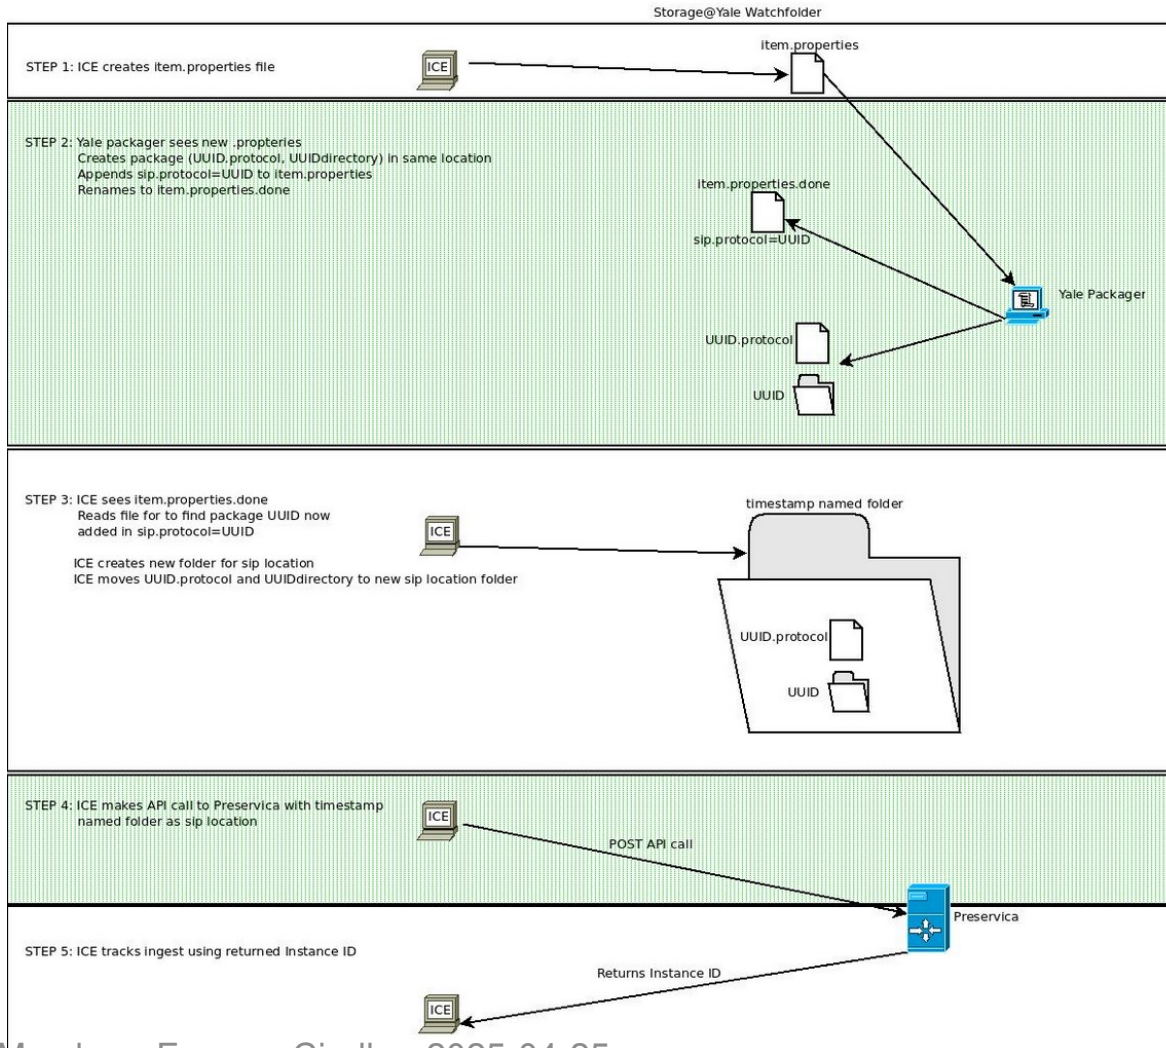 Storage@Yale Watchfolder
item.properties
STEP 1: ICE creates item.properties file
ICE
STEP 2: Yale packager sees new .propteries
Creates package (UUID.protocol, UUIDdirectory) in same location
Appends sip.protocol=UUID to item.properties
Renames to item.properties.done
item.properties.done
sip.protocol=UUID
Yale Packager
UUID.protocol
UUID
STEP 3: ICE sees item.properties.done
Reads file for to find package UUID now
added in sip.protocol=UUID
ICE
timestamp named folder
ICE creates new folder for sip location
ICE moves UUID.protocol and UUIDdirectory to new sip location folder
UUID.protocol
UUID
STEP 4: ICE makes API call to Preservica with timestamp
named folder as sip location
ICE
POST API call
Preservica
STEP 5: ICE tracks ingest using returned Instance ID
Returns Instance ID
ICE
2025-04-25